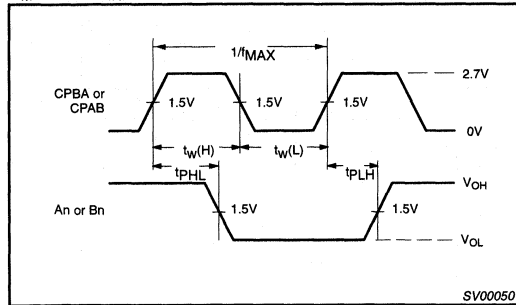 1/fMAX
2.7V
CPBA or
CPAB
1.5V
1.5V
1.5V
0V
tw(H)
tw(L)
tPHL
tPLH
VOH
An or Bn
1.5V
1.5V
VOL
SV00050